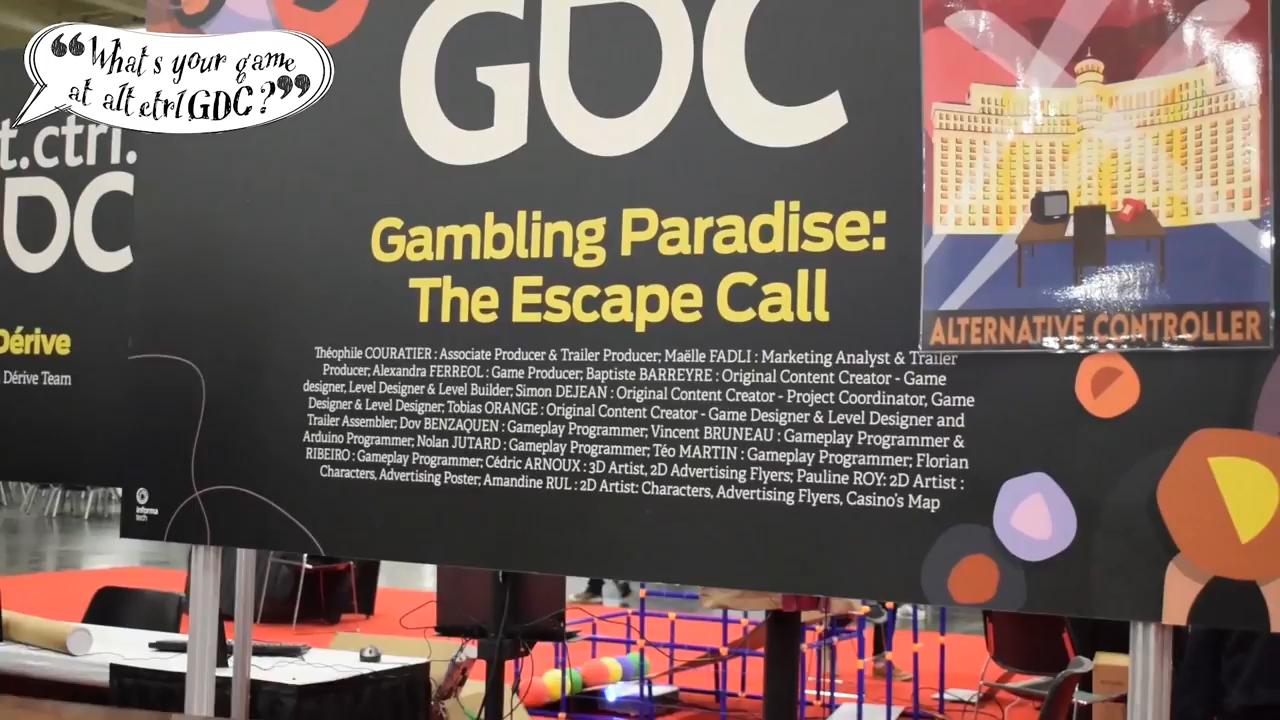 “What's your game
at alt ctrl GDC?”
t.ctrl.
DC
Dérive
Dérive Team
GDC
Gambling Paradise:
The Escape Call
Théophile COURATIER : Associate Producer & Trailer Producer; Maëlle FADLI : Marketing Analyst & Trailer
Producer; Alexandra FERREOL : Game Producer; Baptiste BARREYRE : Original Content Creator - Game
designer, Level Designer & Level Builder; Simon DEJEAN : Original Content Creator - Project Coordinator, Game
Designer & Level Designer; Tobias ORANGE : Original Content Creator - Game Designer & Level Designer and
Trailer Assembler; Dov BENZAQUEN : Gameplay Programmer; Vincent BRUNEAU : Gameplay Programmer &
Arduino Programmer; Nolan JUTARD : Gameplay Programmer; Téo MARTIN : Gameplay Programmer; Florian
RIBEIRO : Gameplay Programmer; Cédric ARNOUX : 3D Artist, 2D Advertising Flyers; Pauline ROY: 2D Artist :
Characters, Advertising Poster; Amandine RUL : 2D Artist: Characters, Advertising Flyers, Casino's Map
informa
tech
ALTERNATIVE CONTROLLER